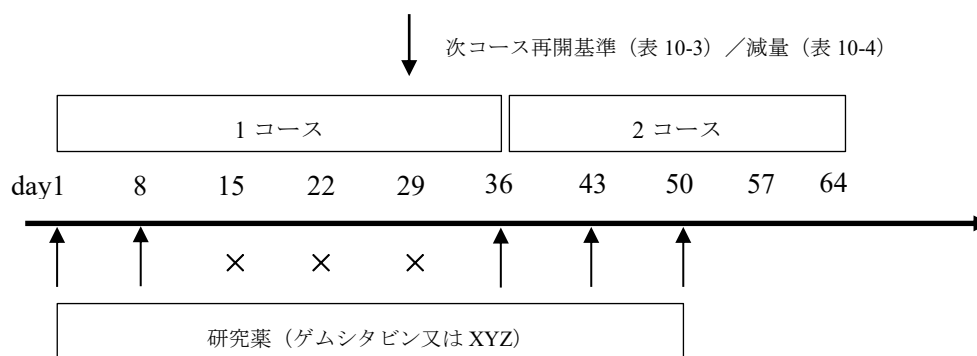 次コース再開基準（表 10-3）／減量（表 10-4）
1 コース 2 コース
day1 8 15 22 29 36 43 50 57 64
× × ×
研究薬（ゲムシタビン又は XYZ）